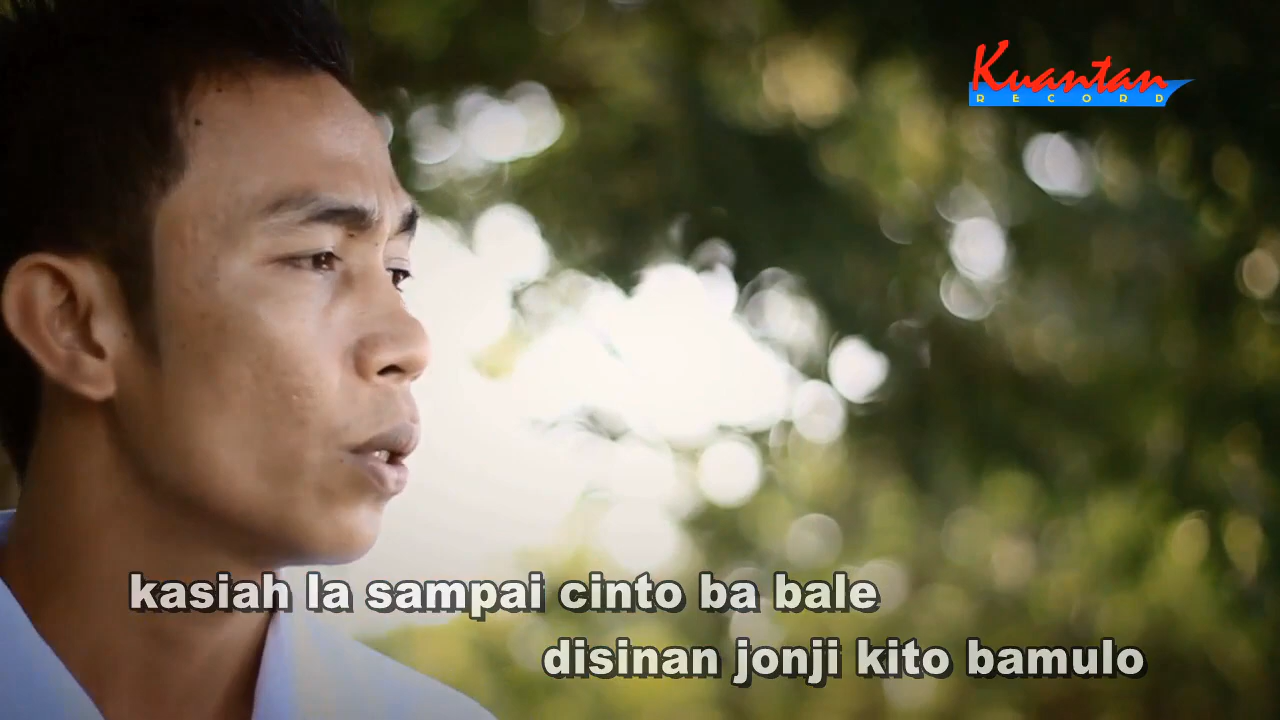 Kuantan
RECORD
kasiah la sampai cinto ba bale
disinan jonji kito bamulo